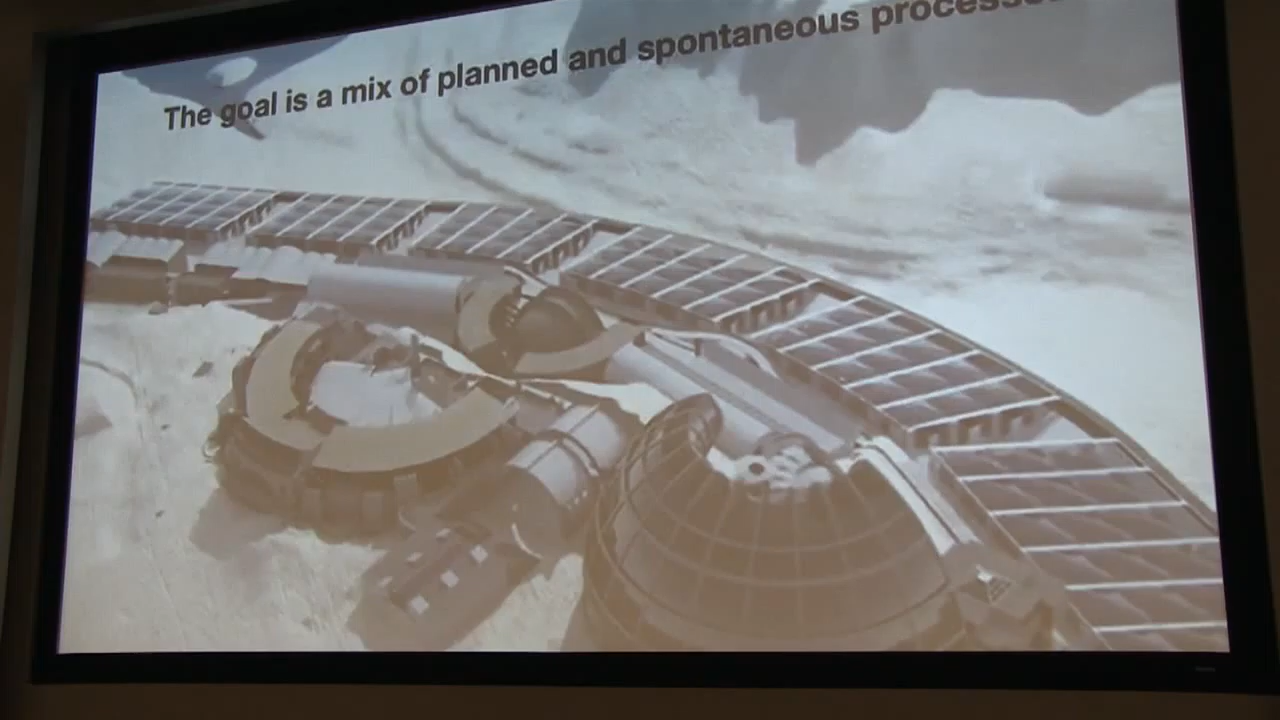 The goal is a mix of planned and spontaneous